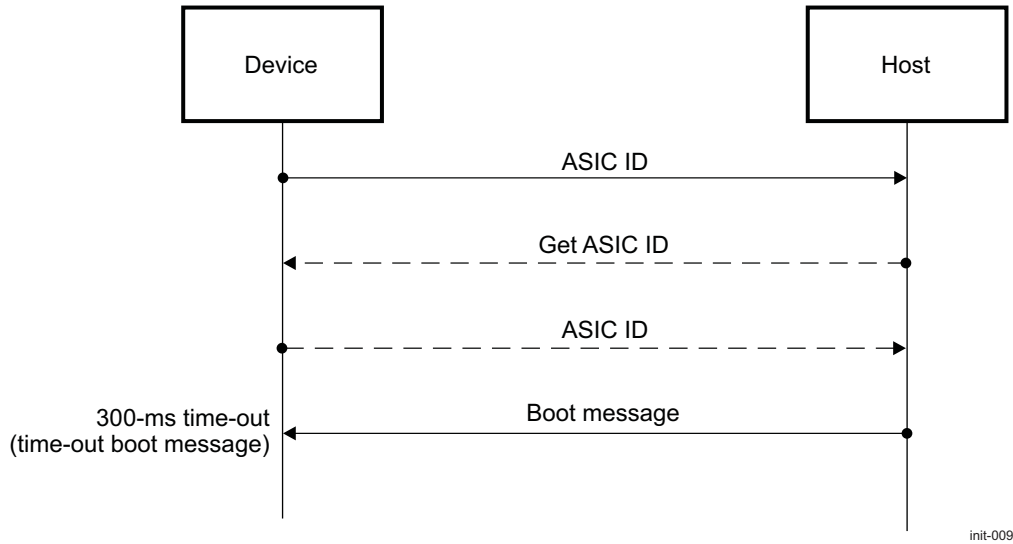 Device
Host
ASIC ID
Get ASIC ID
ASIC ID
Boot message
300-ms time-out
(time-out boot message)
init-009